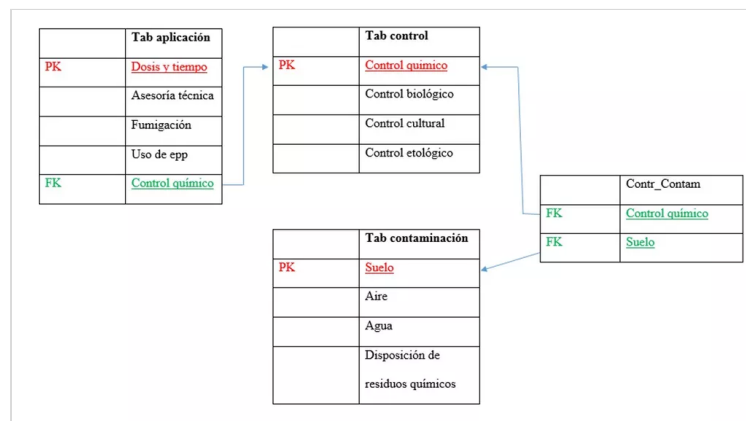 Tab aplicación
PK Dosis y tiempo
Asesoría técnica
Fumigación
Uso de epp
FK Control químico
Tab control
PK Control quimico
Control biológico
Control cultural
Control etológico
Contr_Contam
FK Control químico
FK Suelo
Tab contaminación
PK Suelo
Aire
Agua
Disposición de
residuos químicos